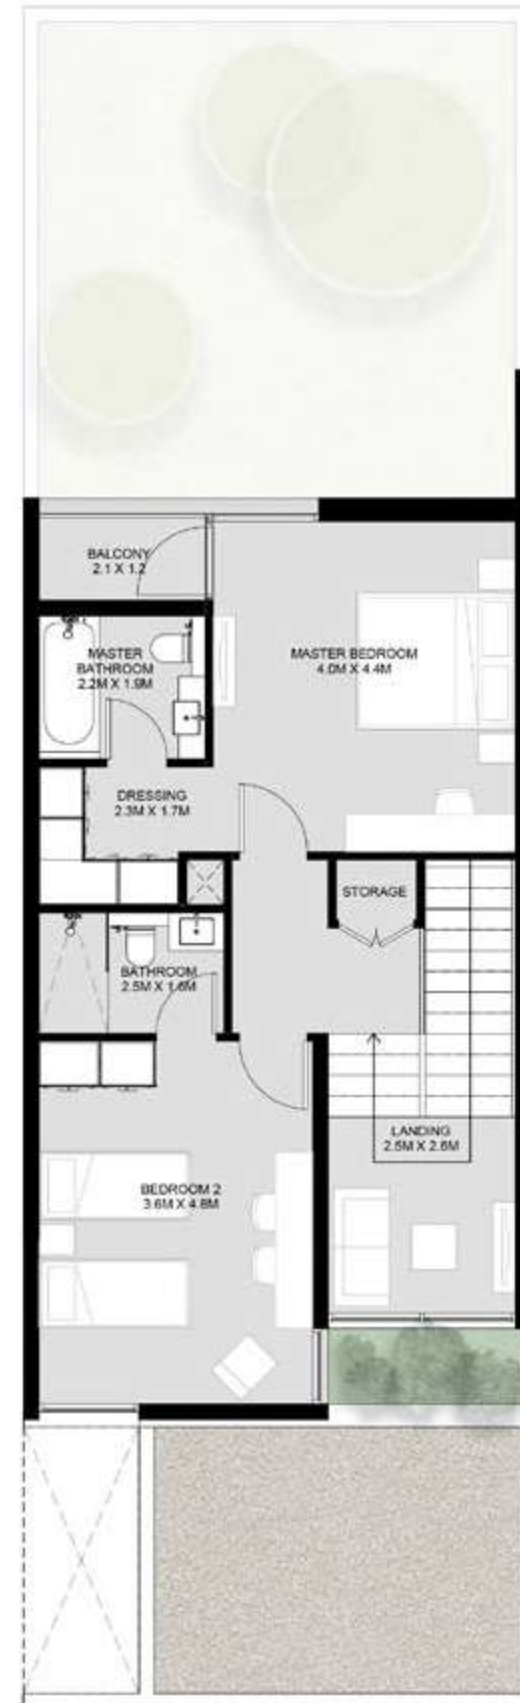 BALCONY
2.1 X 1.2
MASTER
BATHROOM
2.2M X 1.9M
MASTER BEDROOM
4.0M X 4.4M
DRESSING
2.3M X 1.7M
STORAGE
BATHROOM
2.5M X 1.6M
LANDING
2.5M X 2.6M
BEDROOM 2
3.6M X 4.8M